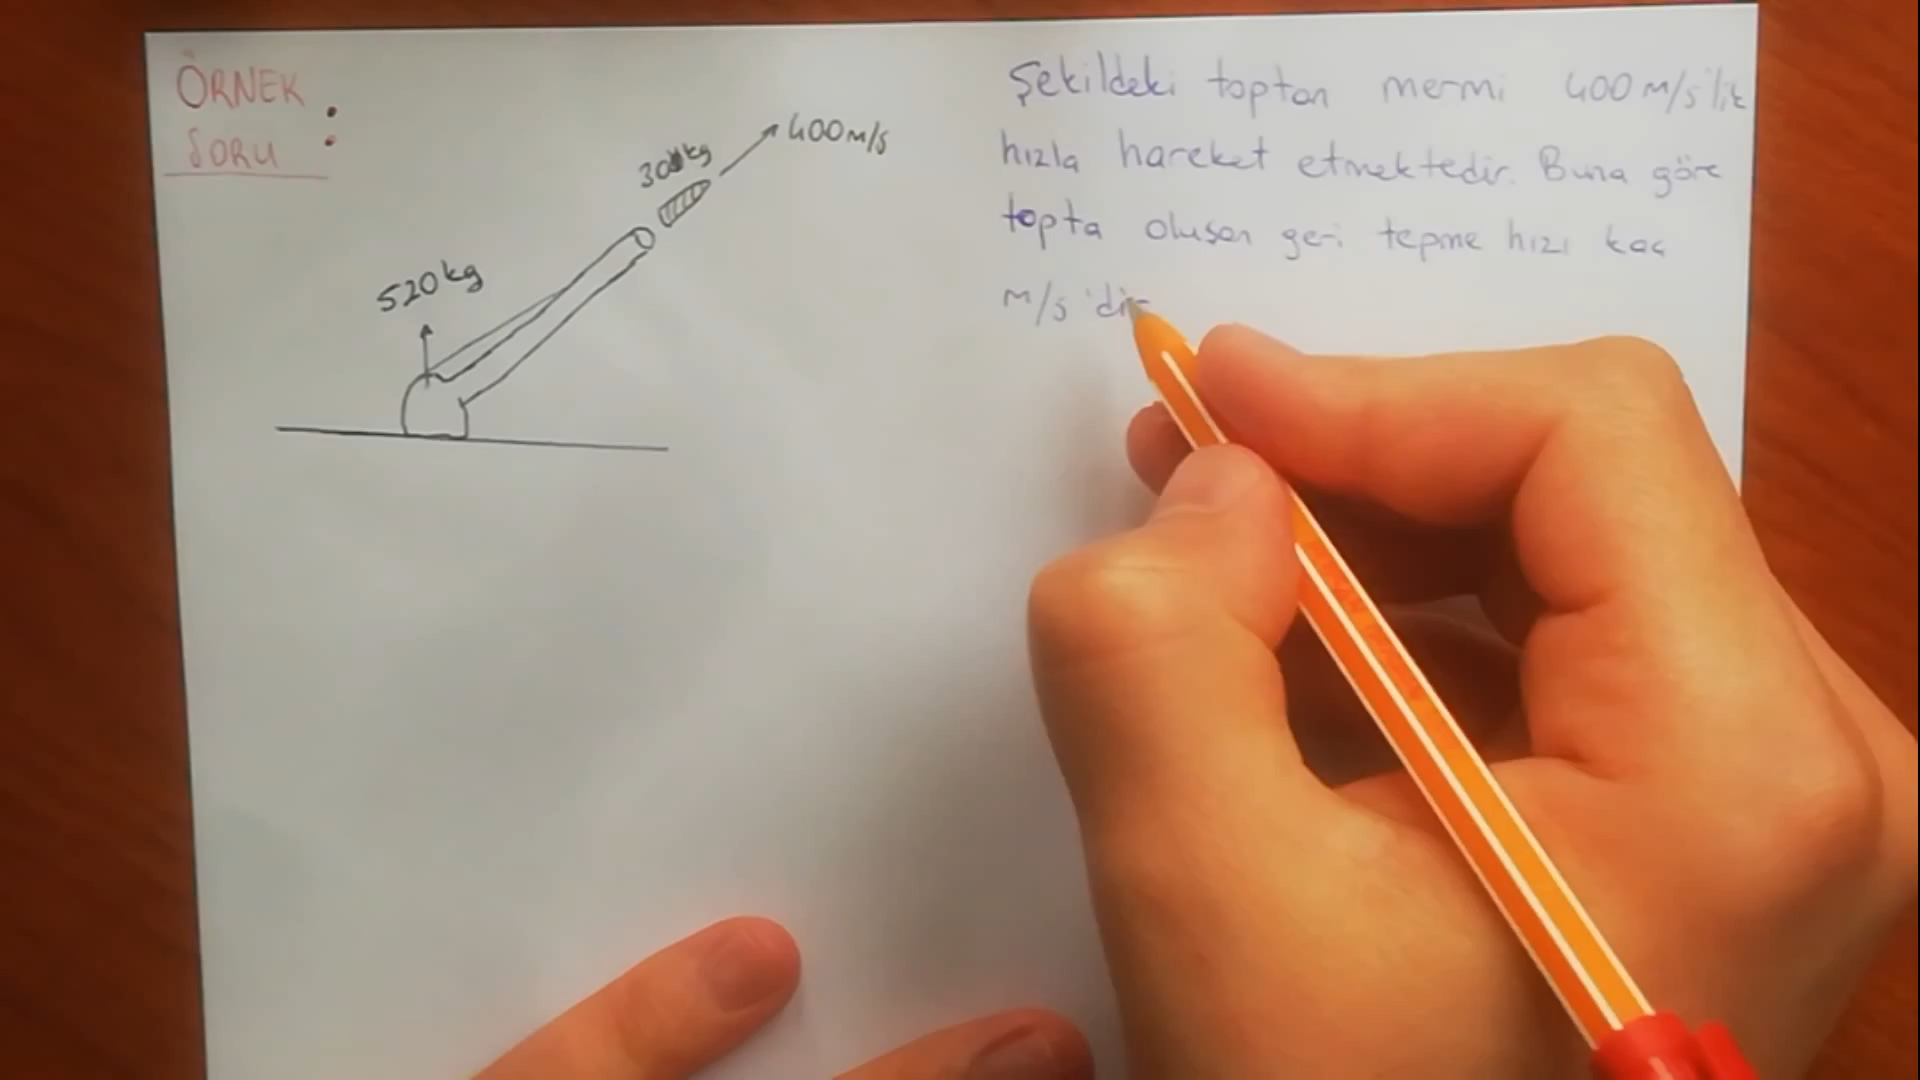 ÖRNEK :
SORU
400m/s
520kg
Şekildeki toptan mermi 400 m/s'lik
hızla hareket etmektedir. Buna göre
topta oluşan geri tepme hızı kaç
m/s 'dir